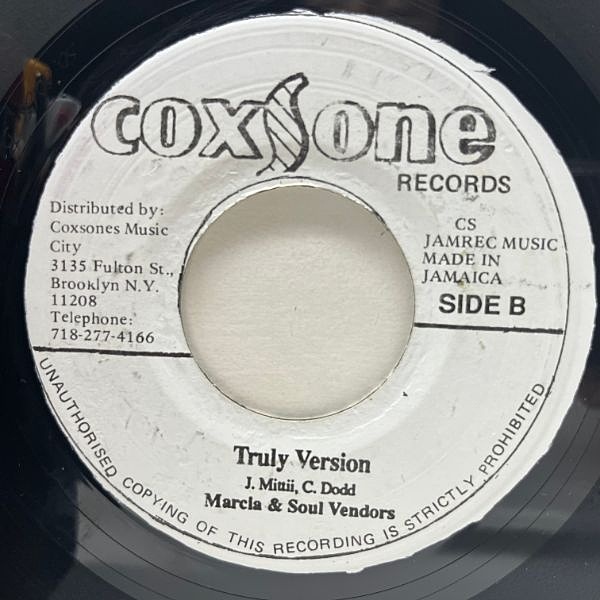 coxsone
RECORDS
Distributed by:
Coxsones Music
City
3135 Fulton St.,
Brooklyn N.Y.
11208
Telephone:
718-277-4166
CS
JAMREC MUSIC
MADE IN
JAMAICA
SIDE B
Truly Version
J. Mittii, C. Dodd
Marcia & Soul Vendors
UNAUTHORISED COPYING OF THIS RECORDING IS STRICTLY PROHIBITED